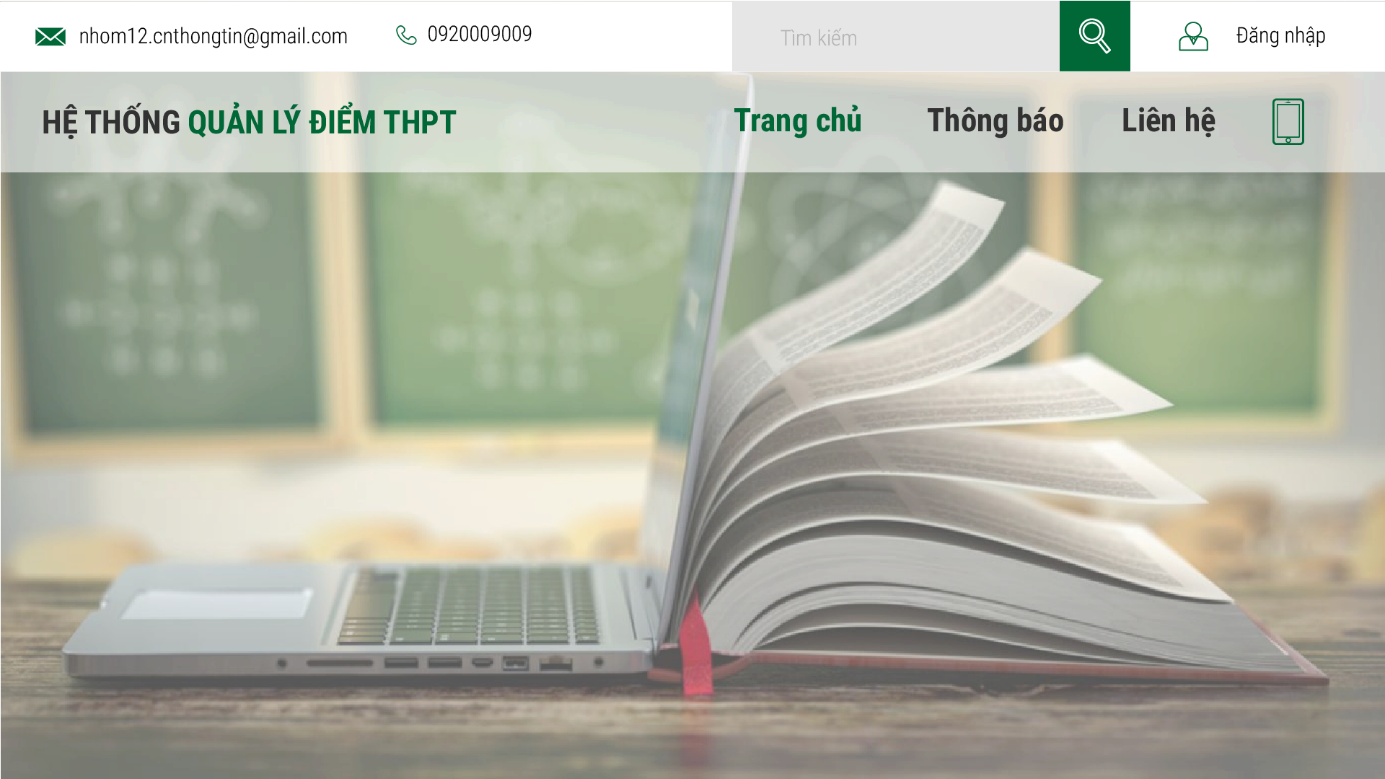 nhom12.cnthongtin@gmail.com 0920009009 Tìm kiếm Đăng nhập
HỆ THỐNG QUẢN LÝ ĐIỂM THPT Trang chủ Thông báo Liên hệ